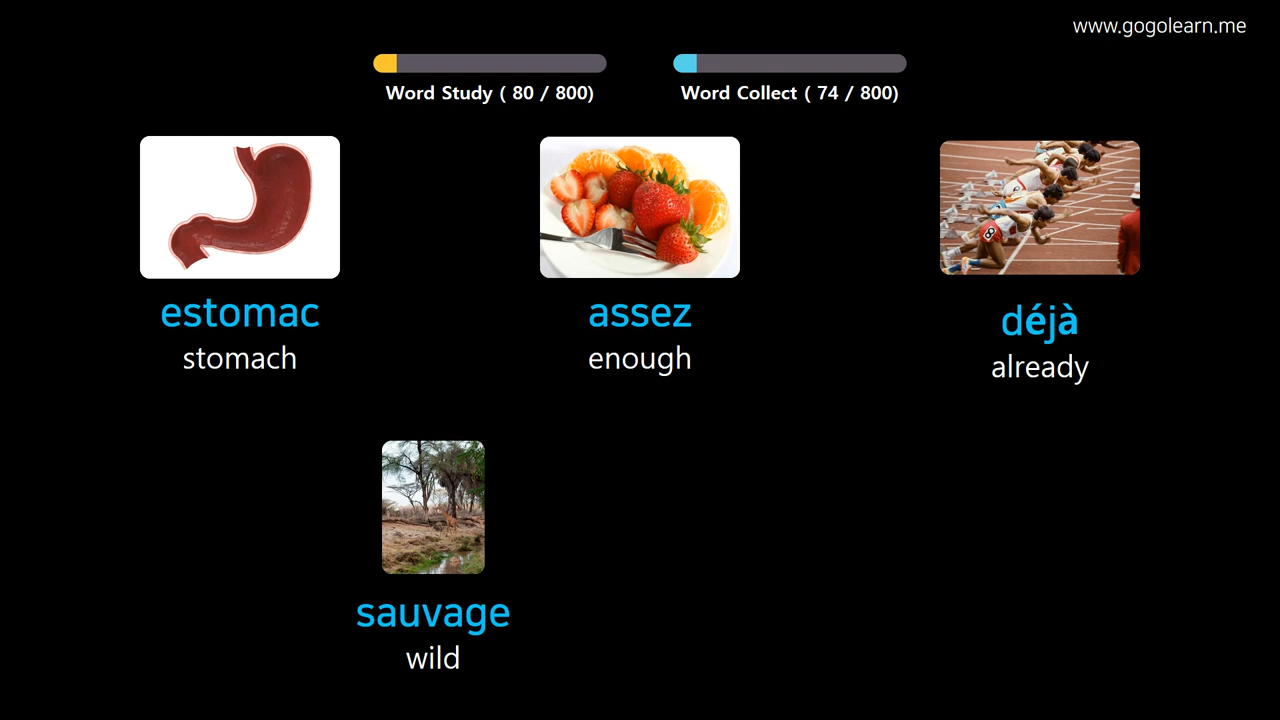 www.gogolearn.me
Word Study ( 80 / 800)
Word Collect ( 74 / 800)
estomac
stomach
assez
enough
déjà
already
sauvage
wild